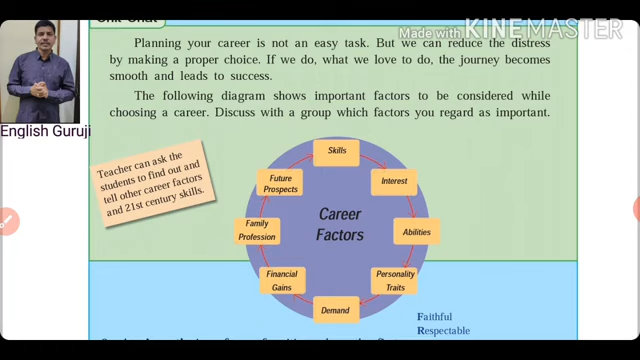 Chit Chat
Made with KINEMASTER
Planning your career is not an easy task. But we can reduce the distress
by making a proper choice. If we do, what we love to do, the journey becomes
smooth and leads to success.
The following diagram shows important factors to be considered while
choosing a career. Discuss with a group which factors you regard as important.
English Guruji
Teacher can ask the
students to find out and
tell other career factors
and 21st century skills.
Career
Factors
Skills
Interest
Abilities
Personality
Traits
Demand
Financial
Gains
Family
Profession
Future
Prospects
Faithful
Respectable